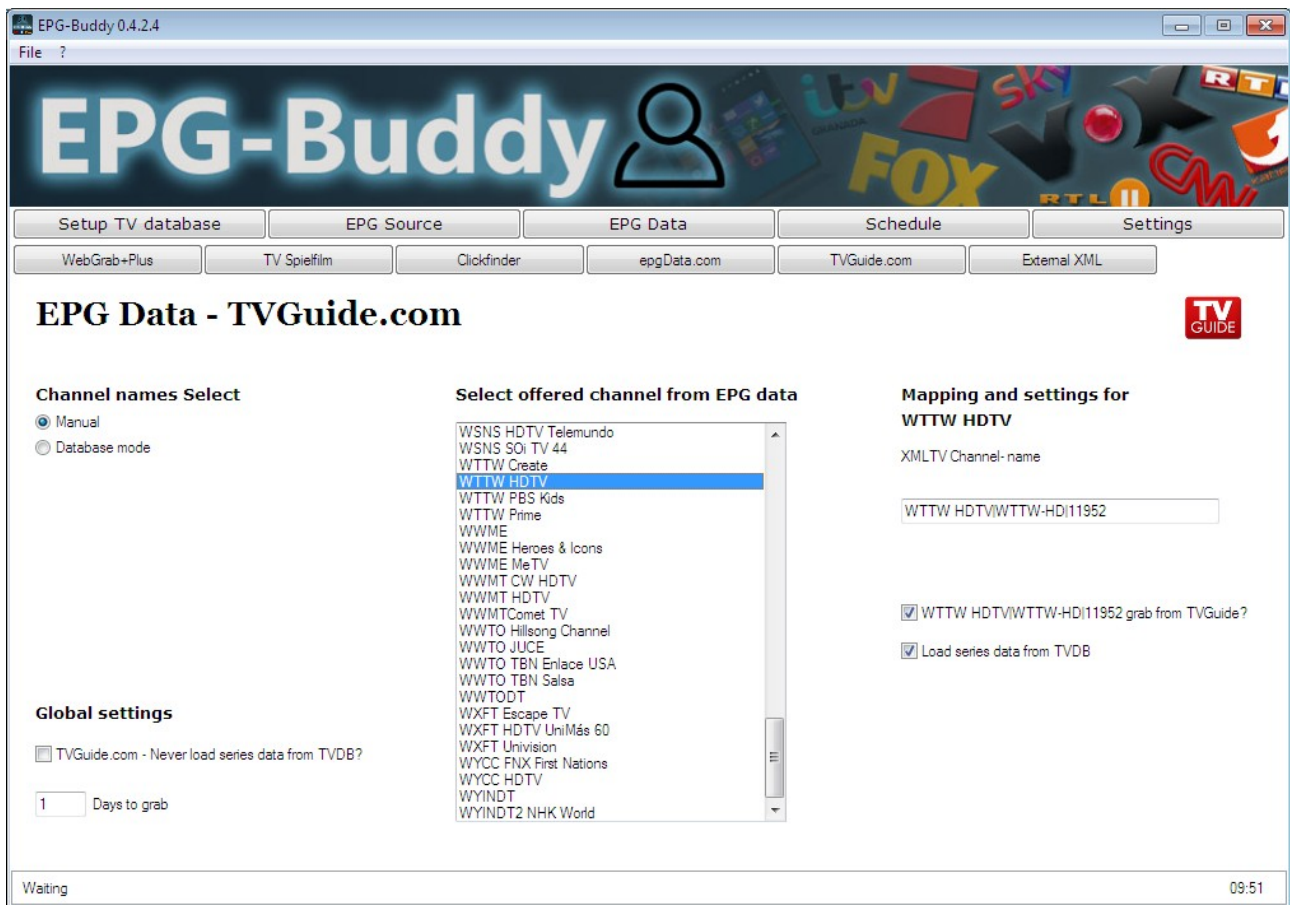 EPG-Buddy 0.4.2.4
File ?
EPG-Buddy
itv
GRANADA
FOX
sky
VOX
RTL II
CNN
RTL
Setup TV database EPG Source EPG Data Schedule Settings
WebGrab+Plus TV Spielfilm Clickfinder epgData.com TVGuide.com External XML
EPG Data - TVGuide.com
TV
GUIDE
Channel names Select
Manual
Database mode
Global settings
TVGuide.com - Never load series data from TVDB?
1 Days to grab
Select offered channel from EPG data
WSNS HDTV Telemundo
WSNS SOi TV 44
WTTW Create
WTTW HDTV
WTTW PBS Kids
WTTW Prime
WWME
WWME Heroes & Icons
WWME MeTV
WWMT CW HDTV
WWMT HDTV
WWMTComet TV
WWTO Hillsong Channel
WWTO JUCE
WWTO TBN Enlace USA
WWTO TBN Salsa
WWTODT
WXFT Escape TV
WXFT HDTV UniMás 60
WXFT Univision
WYCC FNX First Nations
WYCC HDTV
WYINDT
WYINDT2 NHK World
Mapping and settings for
WTTW HDTV
XMLTV Channel- name
WTTW HDTV|WTTW-HD|11952
WTTW HDTV|WTTW-HD|11952 grab from TVGuide?
Load series data from TVDB
Waiting 09:51